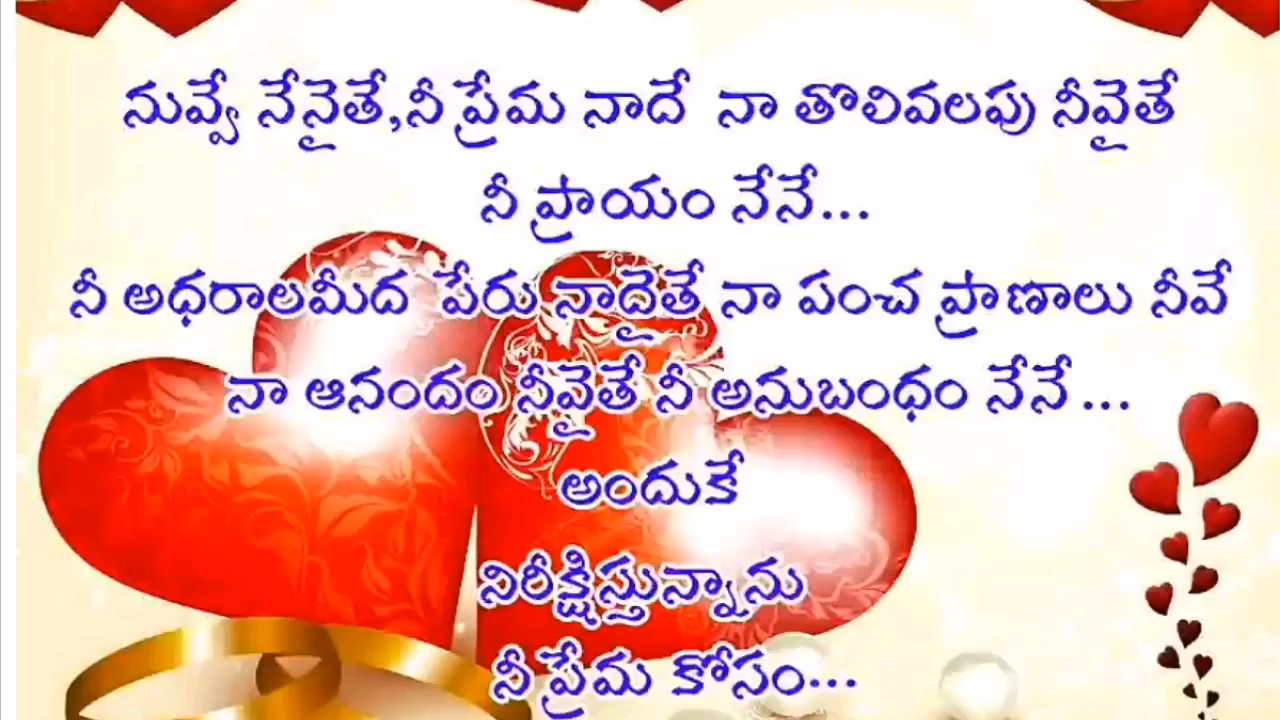 నువ్వే నేనైతే,నీ ప్రేమ నాదే నా తొలివలపు నీవైతే
నీ ప్రాయం నేనే...
నీ అధరాలమీద పేరు నాదైతే నా పంచ ప్రాణాలు నీవే
నా ఆనందం నీవైతే నీ అనుబంధం నేనే...
అందుకే
నిరీక్షిస్తున్నాను
నీ ప్రేమ కోసం...